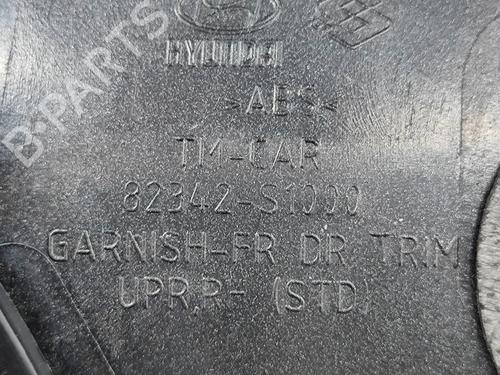 HYUNDAI
>ABS<
TM-CAR
82342-S1000
GARNISH-FR DR TRIM
UPR,R- (STD)
B-PARTS